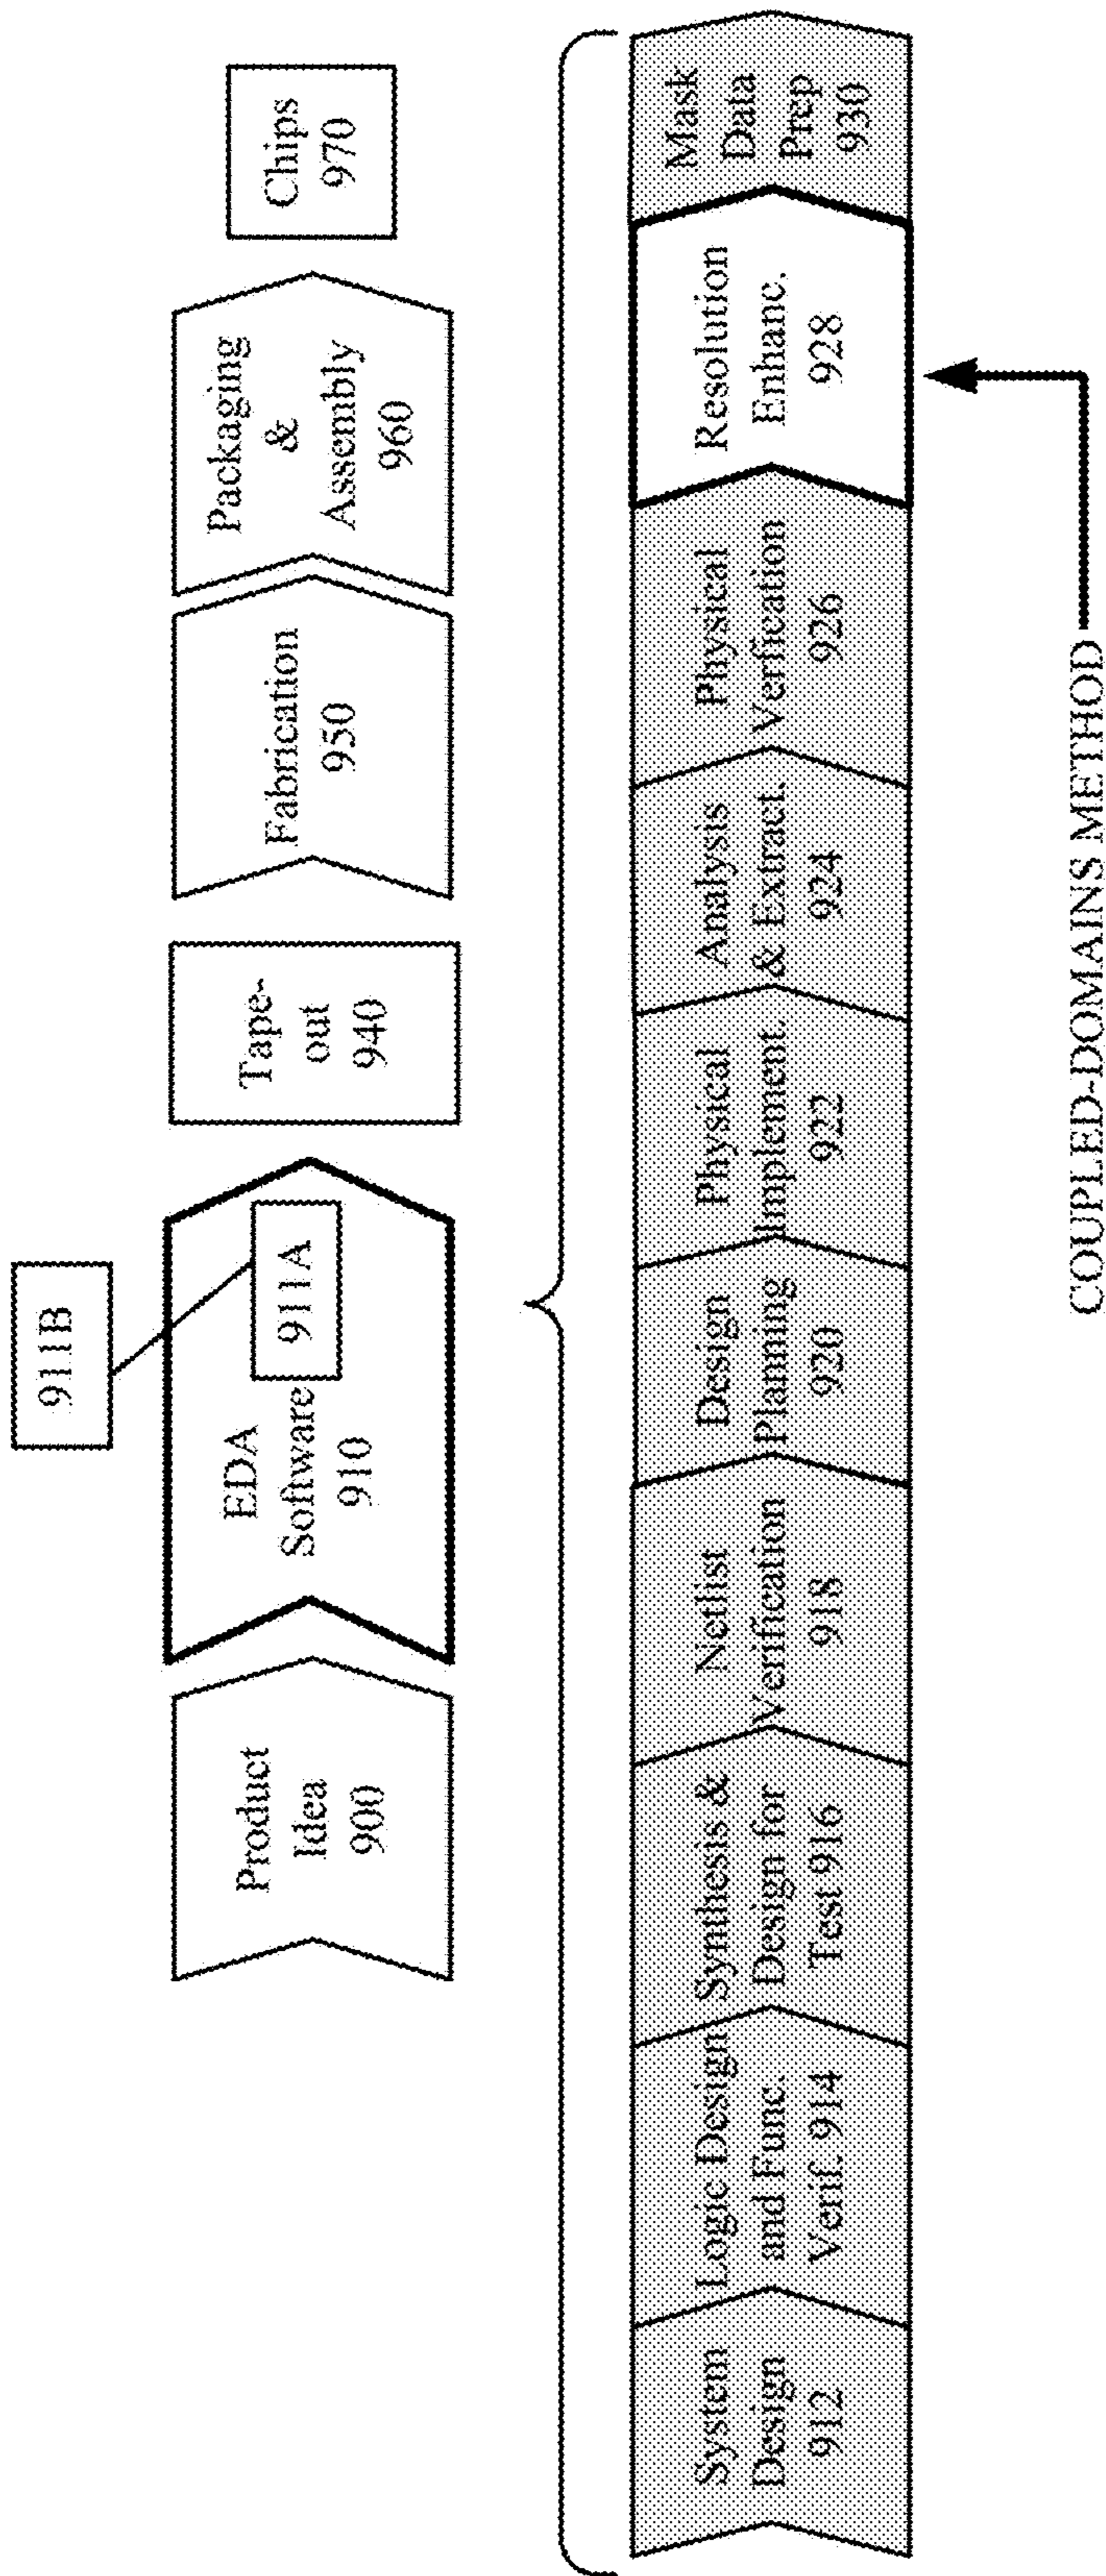 911B
Product
Idea
900
EDA
Software
910
911A
Tape-
out
940
Fabrication
950
Packaging
&
Assembly
960
Chips
970
System
Design
912
Logic Design
and Func.
Verif. 914
Synthesis &
Design for
Test 916
Netlist
Verification
918
Design
Planning
920
Physical
Implement.
922
Analysis
& Extract.
924
Physical
Verfication
926
Resolution
Enhanc.
928
Mask
Data
Prep
930
COUPLED-DOMAINS METHOD